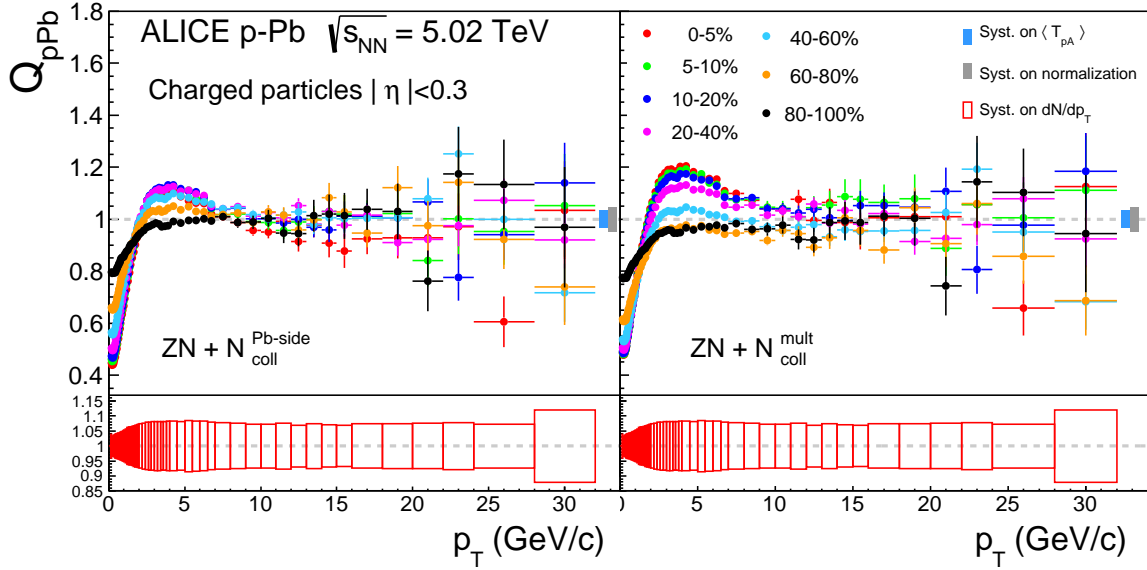 ALICE p-Pb √s_NN = 5.02 TeV
Charged particles | η |<0.3
Q_pPb
1.8
1.6
1.4
1.2
1
0.8
0.6
0.4
ZN + N_coll^Pb-side
0-5%
5-10%
10-20%
20-40%
40-60%
60-80%
80-100%
Syst. on ⟨ T_pA ⟩
Syst. on normalization
Syst. on dN/dp_T
ZN + N_coll^mult
1.15
1.1
1.05
1
0.95
0.9
0.85
0 5 10 15 20 25 30
0 5 10 15 20 25 30
p_T (GeV/c)
p_T (GeV/c)